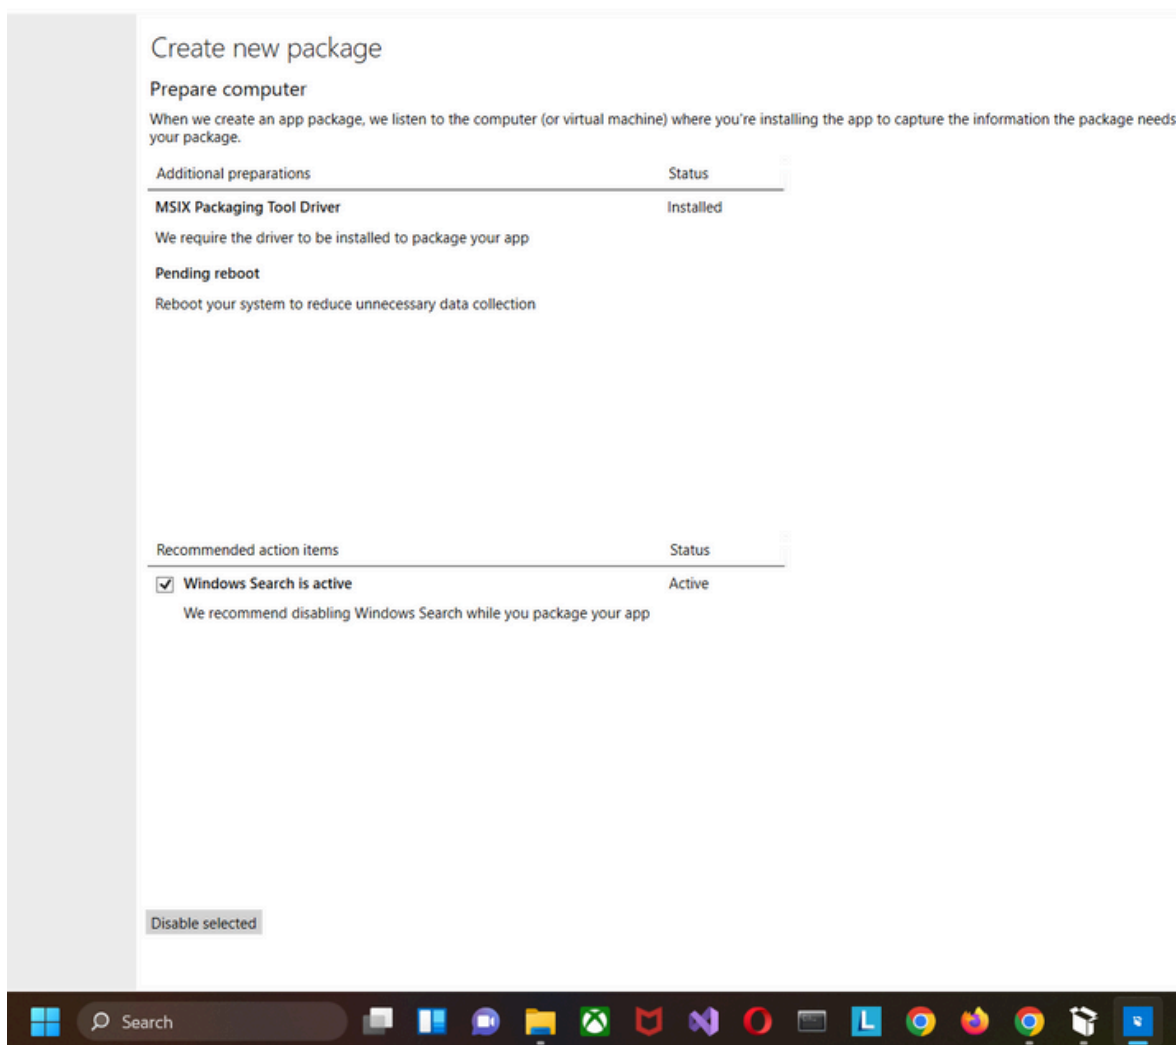 Create new package
Prepare computer
When we create an app package, we listen to the computer (or virtual machine) where you're installing the app to capture the information the package needs
your package.
Additional preparations Status
MSIX Packaging Tool Driver Installed
We require the driver to be installed to package your app
Pending reboot
Reboot your system to reduce unnecessary data collection
Recommended action items Status
Windows Search is active Active
We recommend disabling Windows Search while you package your app
Disable selected
Search
L